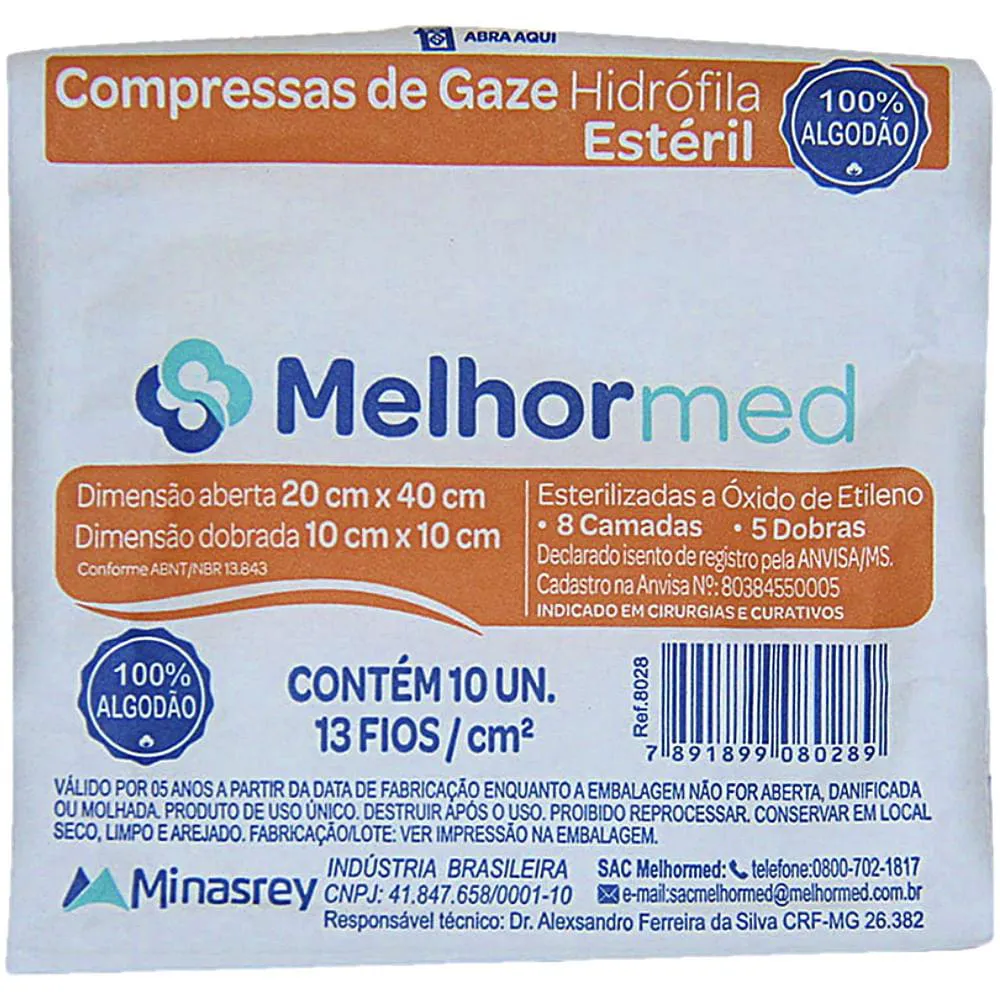 ABRA AQUI
Compressas de Gaze Hidrófila
Estéril
100%
ALGODÃO
Melhormed
Dimensão aberta 20 cm x 40 cm
Dimensão dobrada 10 cm x 10 cm
Conforme ABNT/NBR 13.843
Esterilizadas a Óxido de Etileno
• 8 Camadas • 5 Dobras
Declarado isento de registro pela ANVISA/MS.
Cadastro na Anvisa Nº: 80384550005
INDICADO EM CIRURGIAS E CURATIVOS
100%
ALGODÃO
CONTÉM 10 UN.
13 FIOS / cm²
Ref.8028
7 891899 080289
VÁLIDO POR 05 ANOS A PARTIR DA DATA DE FABRICAÇÃO ENQUANTO A EMBALAGEM NÃO FOR ABERTA, DANIFICADA
OU MOLHADA. PRODUTO DE USO ÚNICO. DESTRUIR APÓS O USO. PROIBIDO REPROCESSAR. CONSERVAR EM LOCAL
SECO, LIMPO E AREJADO. FABRICAÇÃO/LOTE: VER IMPRESSÃO NA EMBALAGEM.
Minasrey
INDÚSTRIA BRASILEIRA
CNPJ: 41.847.658/0001-10
SAC Melhormed: telefone:0800-702-1817
e-mail:sacmelhormed@melhormed.com.br
Responsável técnico: Dr. Alexsandro Ferreira da Silva CRF-MG 26.382